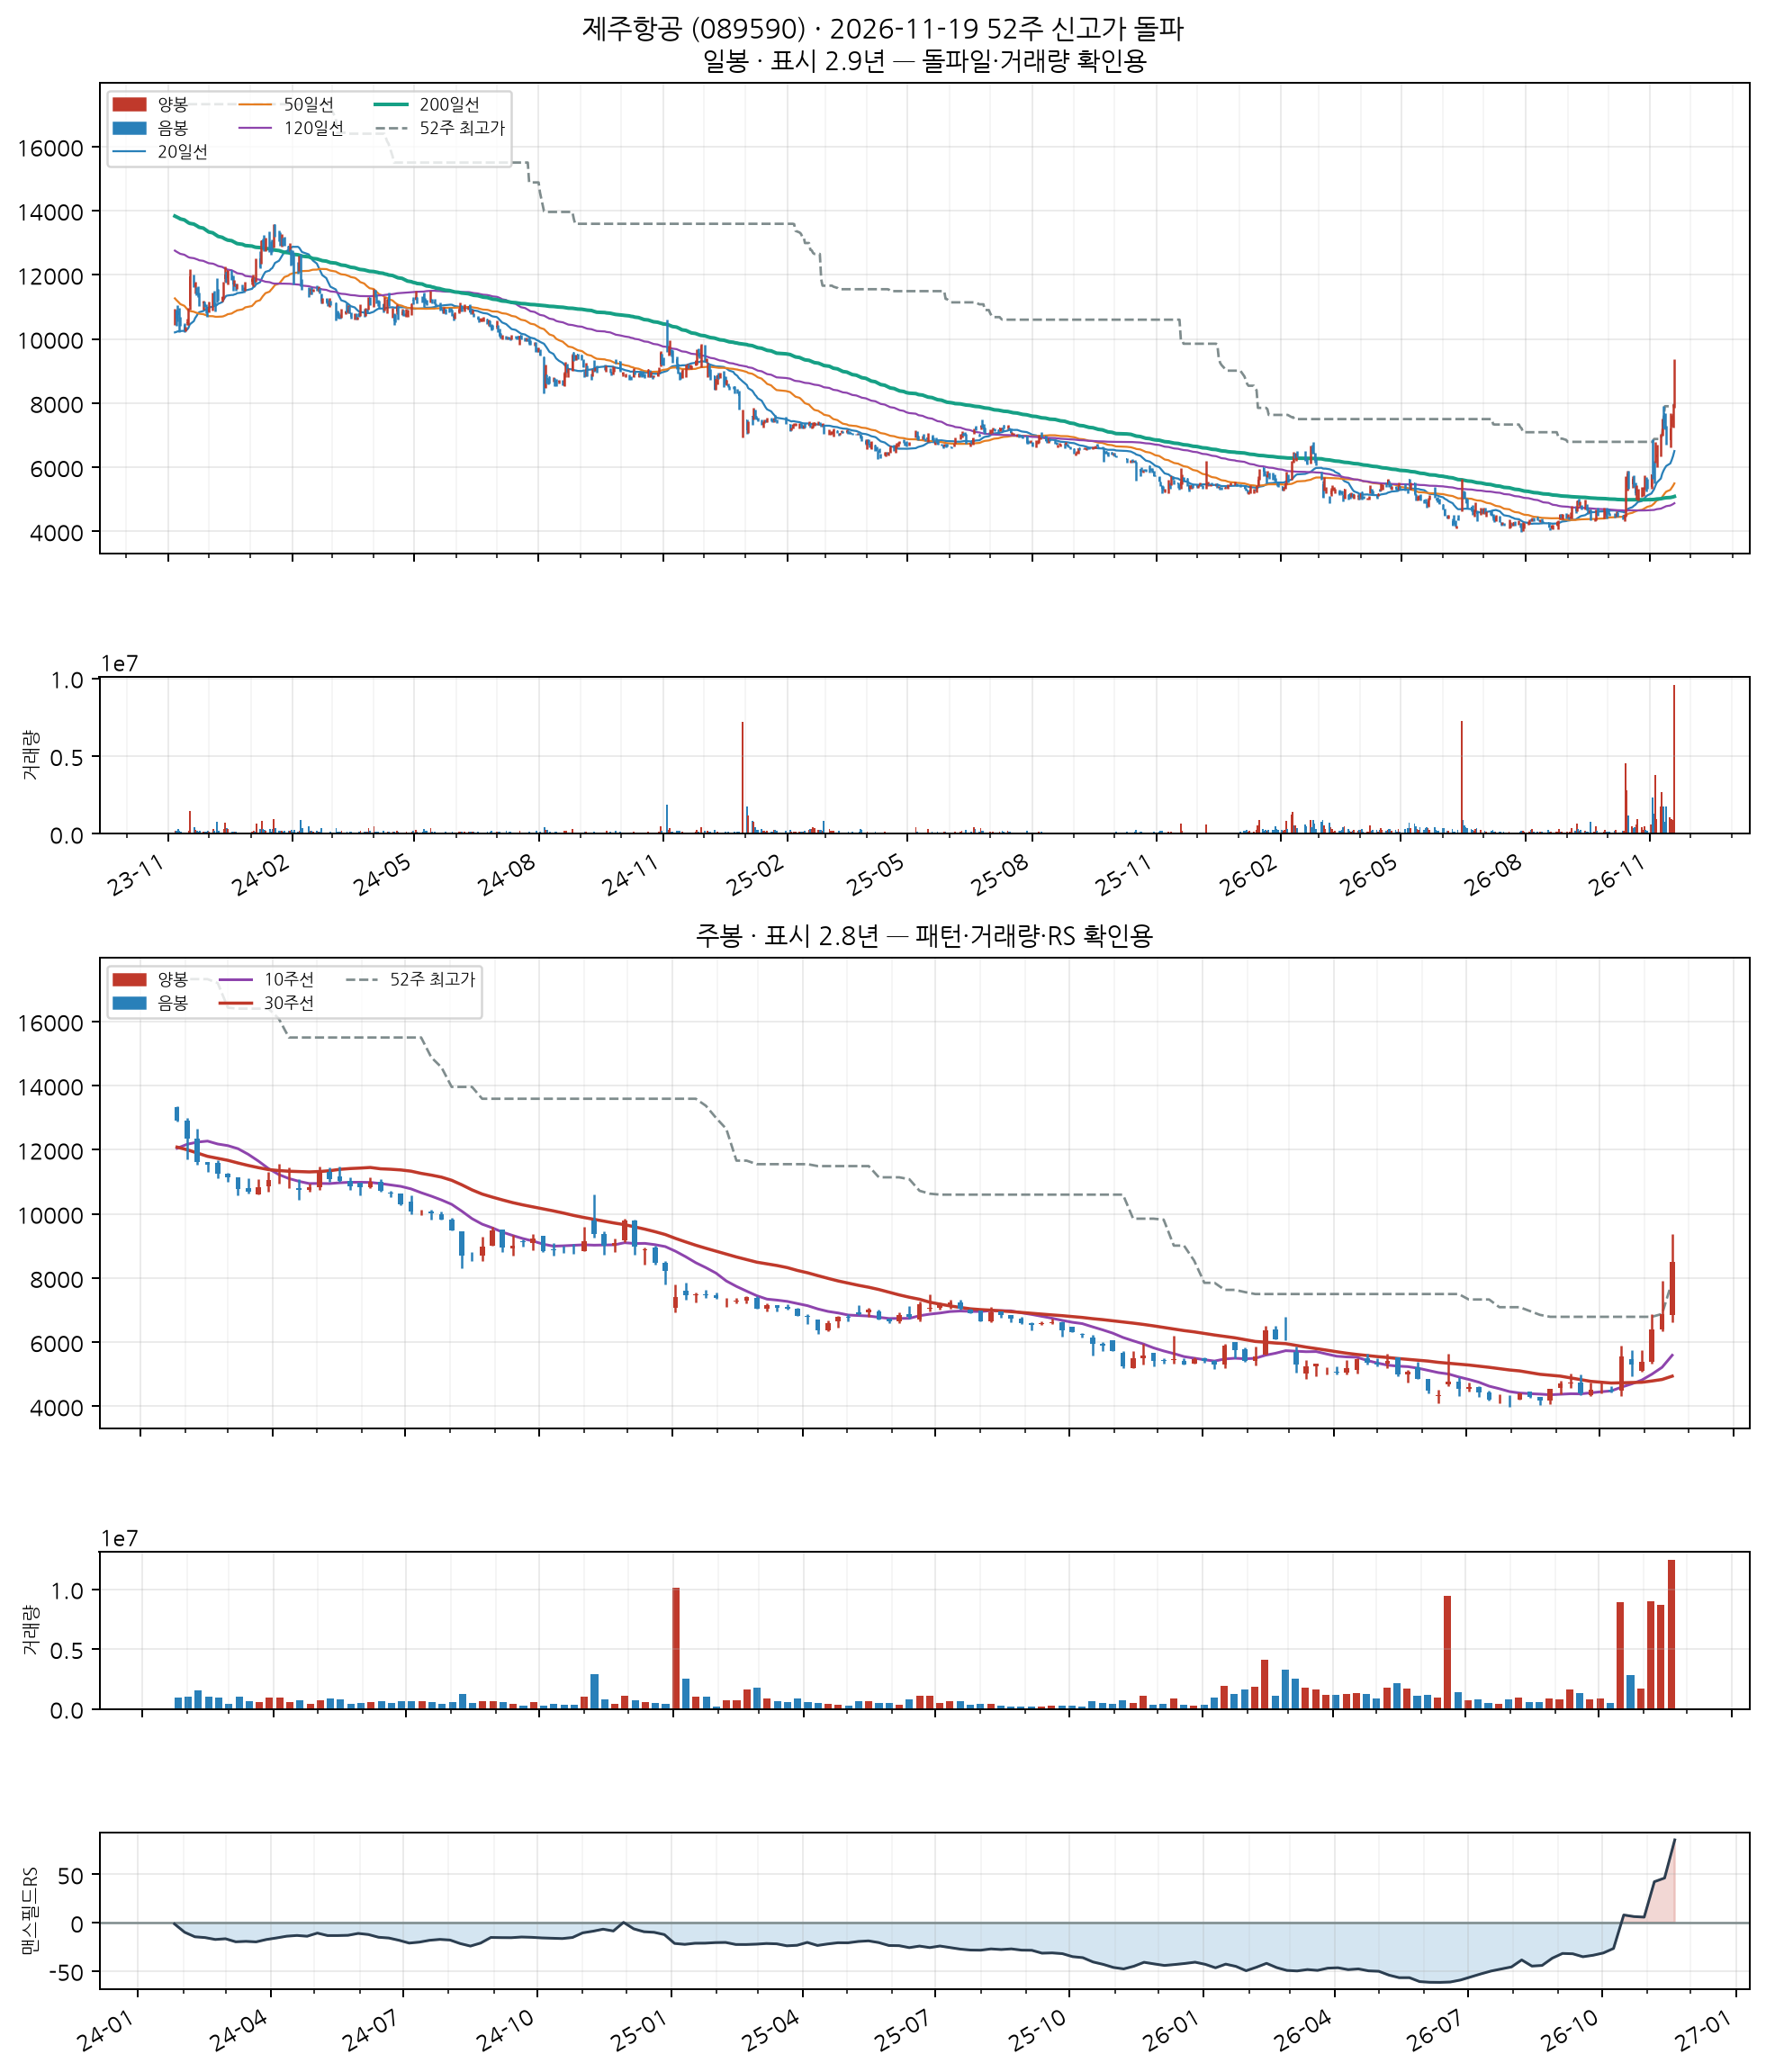 제주항공 (089590) · 2026-11-19 52주 신고가 돌파
일봉 · 표시 2.9년 — 돌파일·거래량 확인용
양봉 50일선 200일선
음봉 120일선 52주 최고가
20일선
16000
14000
12000
10000
8000
6000
4000
1e7
1.0
0.5
0.0
거래량
23-11 24-02 24-05 24-08 24-11 25-02 25-05 25-08 25-11 26-02 26-05 26-08 26-11
주봉 · 표시 2.8년 — 패턴·거래량·RS 확인용
양봉 10주선 52주 최고가
음봉 30주선
16000
14000
12000
10000
8000
6000
4000
1e7
1.0
0.5
0.0
거래량
50
0
-50
맨스필드RS
24-01 24-04 24-07 24-10 25-01 25-04 25-07 25-10 26-01 26-04 26-07 26-10 27-01